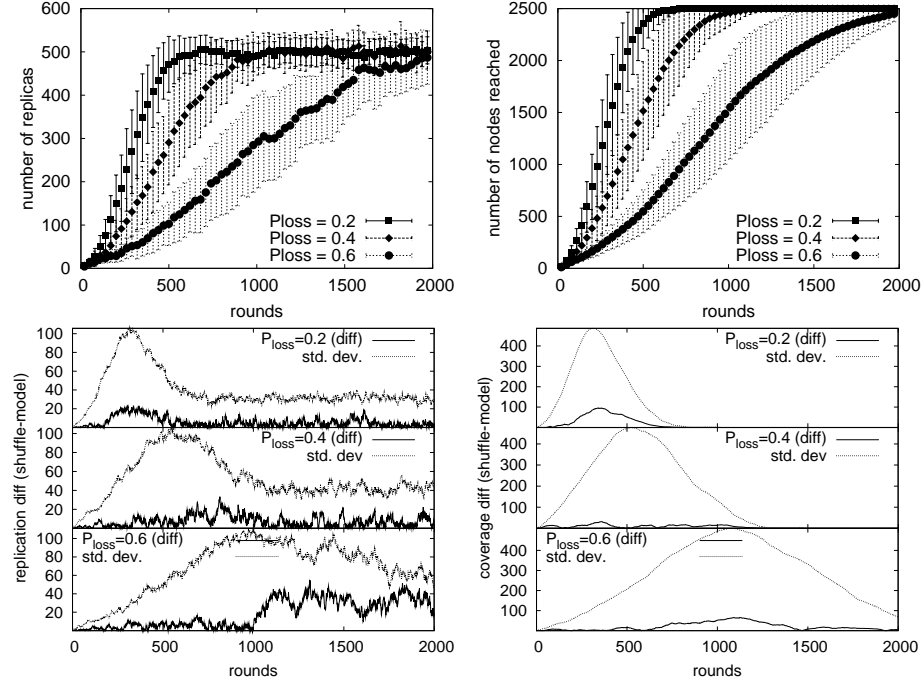 number of replicas
600
500
400
300
200
100
0
Ploss = 0.2
Ploss = 0.4
Ploss = 0.6
0 500 1000 1500 2000
rounds
number of nodes reached
2500
2000
1500
1000
500
0
Ploss = 0.2
Ploss = 0.4
Ploss = 0.6
0 500 1000 1500 2000
rounds
replication diff (shuffle-model)
100
80
60
40
20
P_loss=0.2 (diff)
std. dev.
100
80
60
40
20
P_loss=0.4 (diff)
std. dev
100
80
60
40
20
P_loss=0.6 (diff)
std. dev.
0 500 1000 1500 2000
rounds
coverage diff (shuffle-model)
400
300
200
100
P_loss=0.2 (diff)
std. dev.
400
300
200
100
P_loss=0.4 (diff)
std. dev
400
300
200
100
P_loss=0.6 (diff)
std. dev.
0 500 1000 1500 2000
rounds